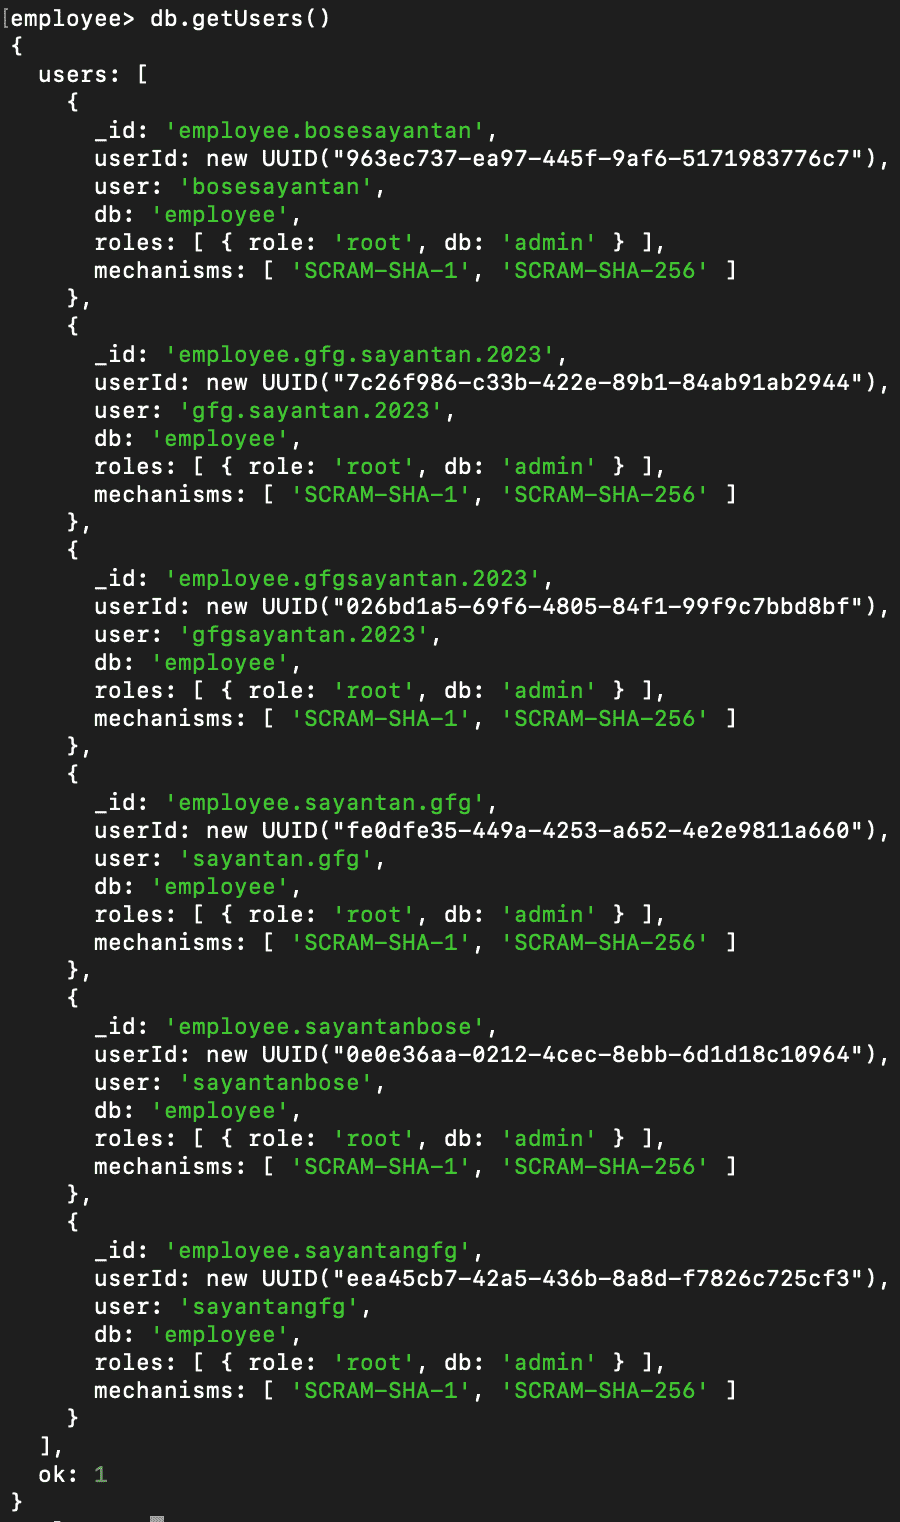 [employee> db.getUsers()
{
  users: [
    {
      _id: 'employee.bosesayantan',
      userId: new UUID("963ec737-ea97-445f-9af6-5171983776c7"),
      user: 'bosesayantan',
      db: 'employee',
      roles: [ { role: 'root', db: 'admin' } ],
      mechanisms: [ 'SCRAM-SHA-1', 'SCRAM-SHA-256' ]
    },
    {
      _id: 'employee.gfg.sayantan.2023',
      userId: new UUID("7c26f986-c33b-422e-89b1-84ab91ab2944"),
      user: 'gfg.sayantan.2023',
      db: 'employee',
      roles: [ { role: 'root', db: 'admin' } ],
      mechanisms: [ 'SCRAM-SHA-1', 'SCRAM-SHA-256' ]
    },
    {
      _id: 'employee.gfgsayantan.2023',
      userId: new UUID("026bd1a5-69f6-4805-84f1-99f9c7bbd8bf"),
      user: 'gfgsayantan.2023',
      db: 'employee',
      roles: [ { role: 'root', db: 'admin' } ],
      mechanisms: [ 'SCRAM-SHA-1', 'SCRAM-SHA-256' ]
    },
    {
      _id: 'employee.sayantan.gfg',
      userId: new UUID("fe0dfe35-449a-4253-a652-4e2e9811a660"),
      user: 'sayantan.gfg',
      db: 'employee',
      roles: [ { role: 'root', db: 'admin' } ],
      mechanisms: [ 'SCRAM-SHA-1', 'SCRAM-SHA-256' ]
    },
    {
      _id: 'employee.sayantanbose',
      userId: new UUID("0e0e36aa-0212-4cec-8ebb-6d1d18c10964"),
      user: 'sayantanbose',
      db: 'employee',
      roles: [ { role: 'root', db: 'admin' } ],
      mechanisms: [ 'SCRAM-SHA-1', 'SCRAM-SHA-256' ]
    },
    {
      _id: 'employee.sayantangfg',
      userId: new UUID("eea45cb7-42a5-436b-8a8d-f7826c725cf3"),
      user: 'sayantangfg',
      db: 'employee',
      roles: [ { role: 'root', db: 'admin' } ],
      mechanisms: [ 'SCRAM-SHA-1', 'SCRAM-SHA-256' ]
    }
  ],
  ok: 1
}